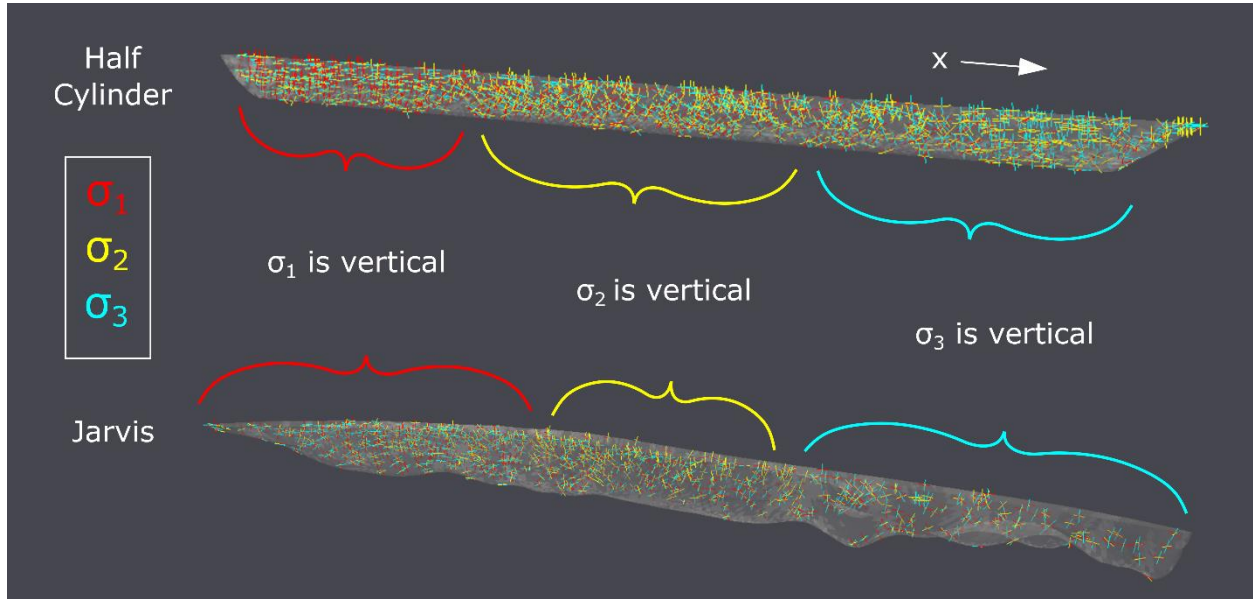 Half
Cylinder
x
σ1
σ2
σ3
σ1 is vertical
σ2 is vertical
σ3 is vertical
Jarvis